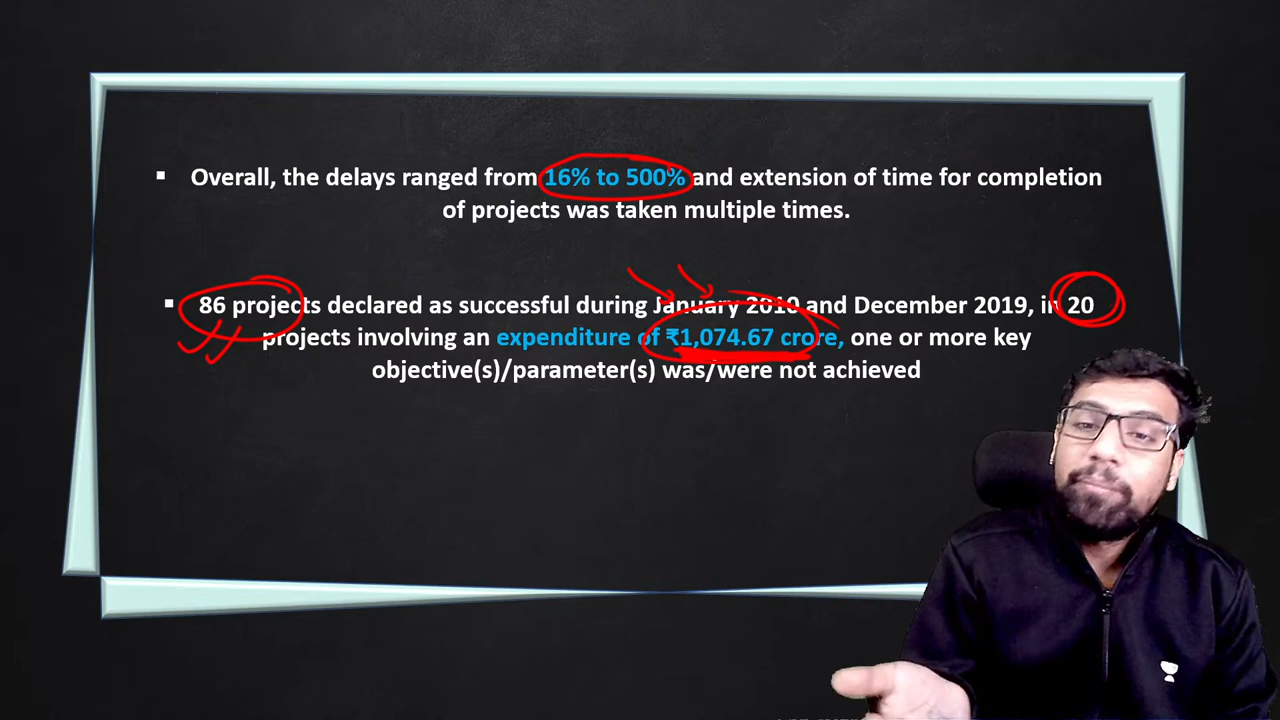 ▪ Overall, the delays ranged from 16% to 500% and extension of time for completion
of projects was taken multiple times.
▪ 86 projects declared as successful during January 2010 and December 2019, in 20
projects involving an expenditure of ₹1,074.67 crore, one or more key
objective(s)/parameter(s) was/were not achieved